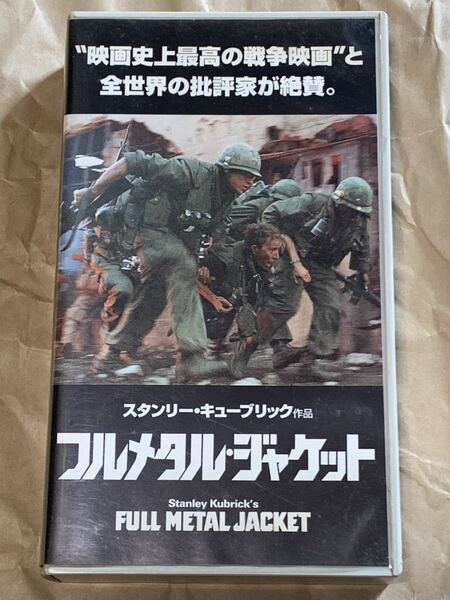 “映画史上最高の戦争映画”と
全世界の批評家が絶賛。
スタンリー・キューブリック作品
フルメタル・ジャケット
Stanley Kubrick's
FULL METAL JACKET